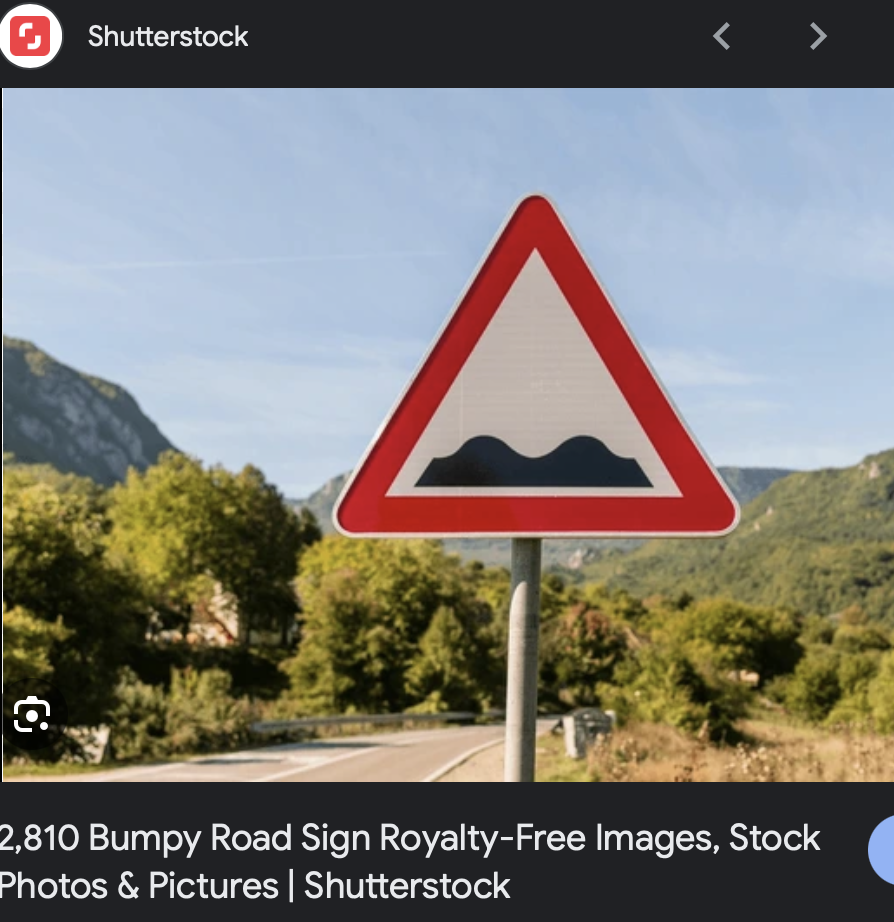 Shutterstock
2,810 Bumpy Road Sign Royalty-Free Images, Stock
Photos & Pictures | Shutterstock